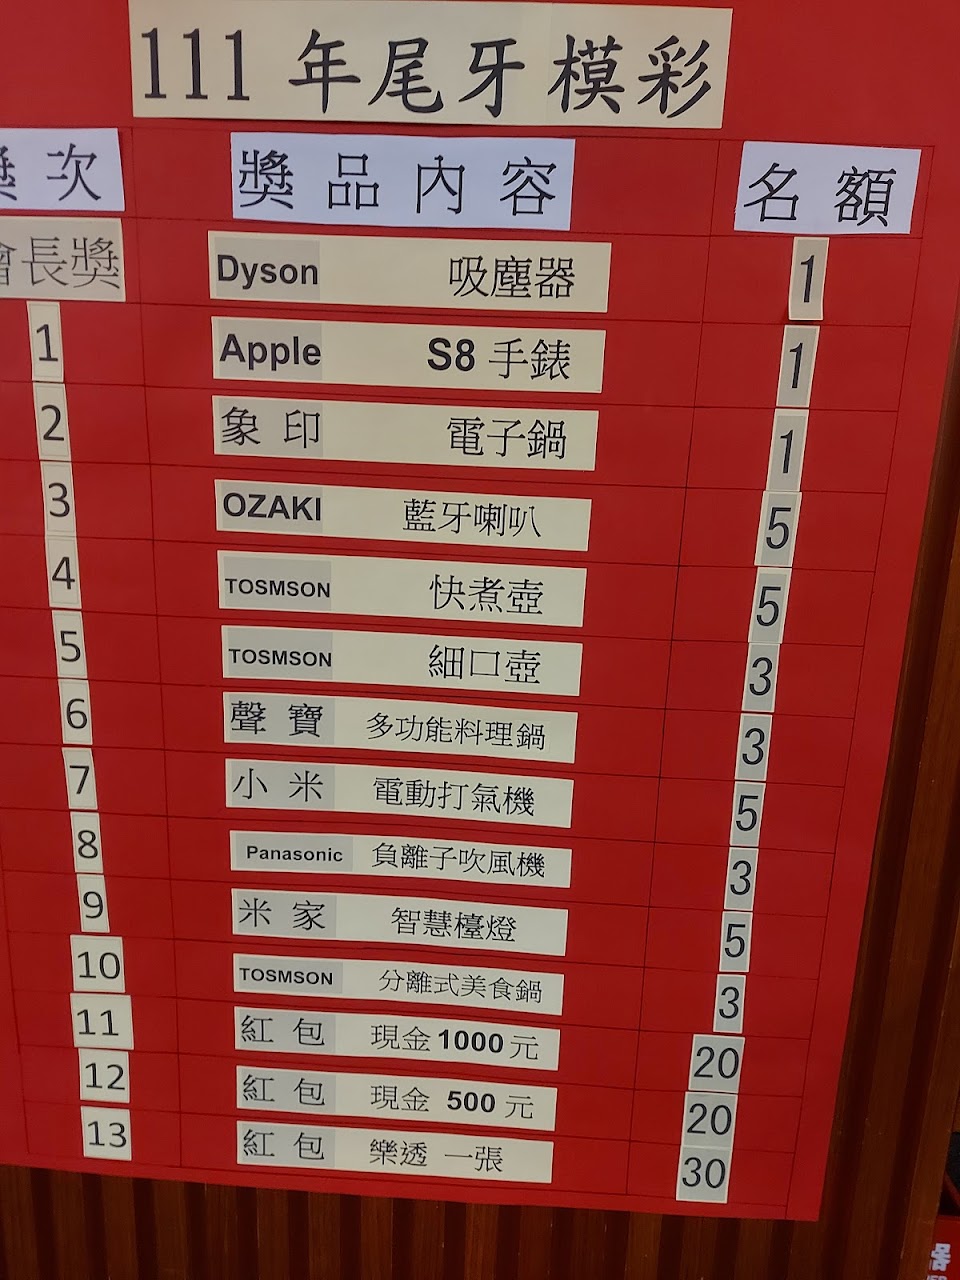 111 年尾牙模彩
獎次 獎品內容 名額
會長獎 Dyson 吸塵器 1
1 Apple S8 手錶 1
2 象印 電子鍋 1
3 OZAKI 藍牙喇叭 5
4 TOSMSON 快煮壺 5
5 TOSMSON 細口壺 3
6 聲寶 多功能料理鍋 3
7 小米 電動打氣機 5
8 Panasonic 負離子吹風機 3
9 米家 智慧檯燈 5
10 TOSMSON 分離式美食鍋 3
11 紅包 現金1000元 20
12 紅包 現金 500 元 20
13 紅包 樂透 一張 30